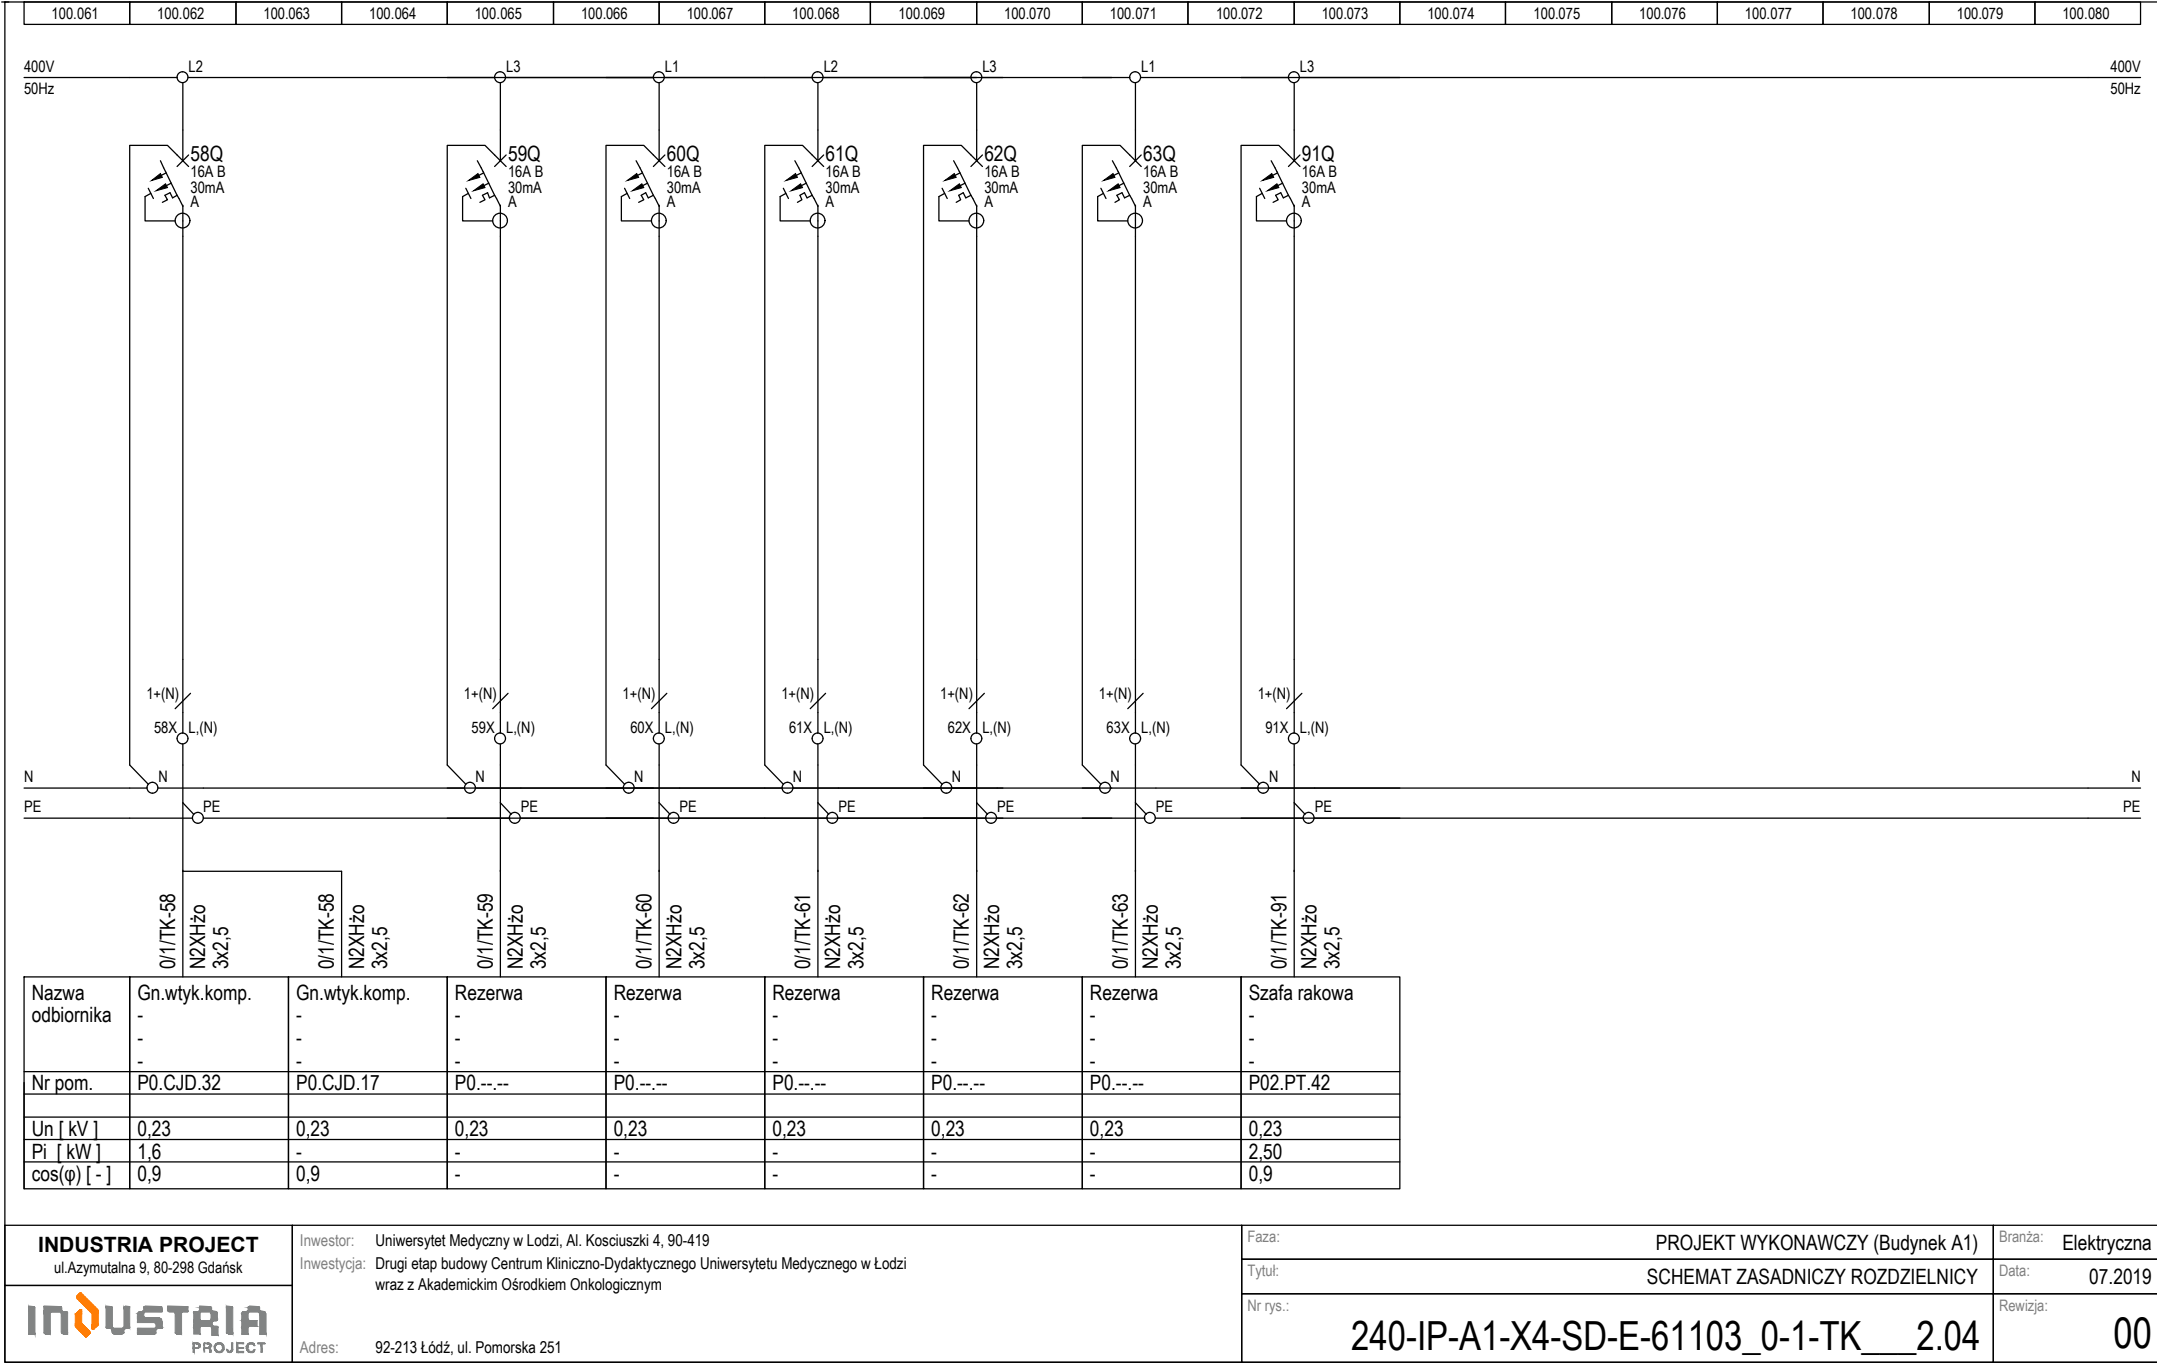 100.061 100.062 100.063 100.064 100.065 100.066 100.067 100.068 100.069 100.070 100.071 100.072 100.073 100.074 100.075 100.076 100.077 100.078 100.079 100.080
400V L2 L3 L1 L2 L3 L1 L3 400V
50Hz 50Hz
58Q 59Q 60Q 61Q 62Q 63Q 91Q
16A B 16A B 16A B 16A B 16A B 16A B 16A B
30mA 30mA 30mA 30mA 30mA 30mA 30mA
A A A A A A A
1+(N) 1+(N) 1+(N) 1+(N) 1+(N) 1+(N) 1+(N)
58X L,(N) 59X L,(N) 60X L,(N) 61X L,(N) 62X L,(N) 63X L,(N) 91X L,(N)
N N N N N N N N N
PE PE PE PE PE PE PE PE PE
0/1/TK-58
N2XHżo
3x2,5
0/1/TK-58
N2XHżo
3x2,5
0/1/TK-59
N2XHżo
3x2,5
0/1/TK-60
N2XHżo
3x2,5
0/1/TK-61
N2XHżo
3x2,5
0/1/TK-62
N2XHżo
3x2,5
0/1/TK-63
N2XHżo
3x2,5
0/1/TK-91
N2XHżo
3x2,5
Nazwa Gn.wtyk.komp. Gn.wtyk.komp. Rezerwa Rezerwa Rezerwa Rezerwa Rezerwa Szafa rakowa
odbiornika - - - - - - - -
- - - - - - - -
- - - - - - - -
Nr pom. P0.CJD.32 P0.CJD.17 P0.--.-- P0.--.-- P0.--.-- P0.--.-- P0.--.-- P02.PT.42
Un [ kV ] 0,23 0,23 0,23 0,23 0,23 0,23 0,23 0,23
Pi [ kW ] 1,6 - - - - - - 2,50
cos(φ) [ - ] 0,9 0,9 - - - - - 0,9
INDUSTRIA PROJECT
ul.Azymutalna 9, 80-298 Gdańsk
INDUSTRIA
PROJECT
Inwestor: Uniwersytet Medyczny w Lodzi, Al. Kosciuszki 4, 90-419
Inwestycja: Drugi etap budowy Centrum Kliniczno-Dydaktycznego Uniwersytetu Medycznego w Łodzi
wraz z Akademickim Ośrodkiem Onkologicznym
Adres: 92-213 Łódź, ul. Pomorska 251
Faza: PROJEKT WYKONAWCZY (Budynek A1)
Branża: Elektryczna
Tytuł: SCHEMAT ZASADNICZY ROZDZIELNICY
Data: 07.2019
Nr rys.: 240-IP-A1-X4-SD-E-61103_0-1-TK___2.04
Rewizja: 00